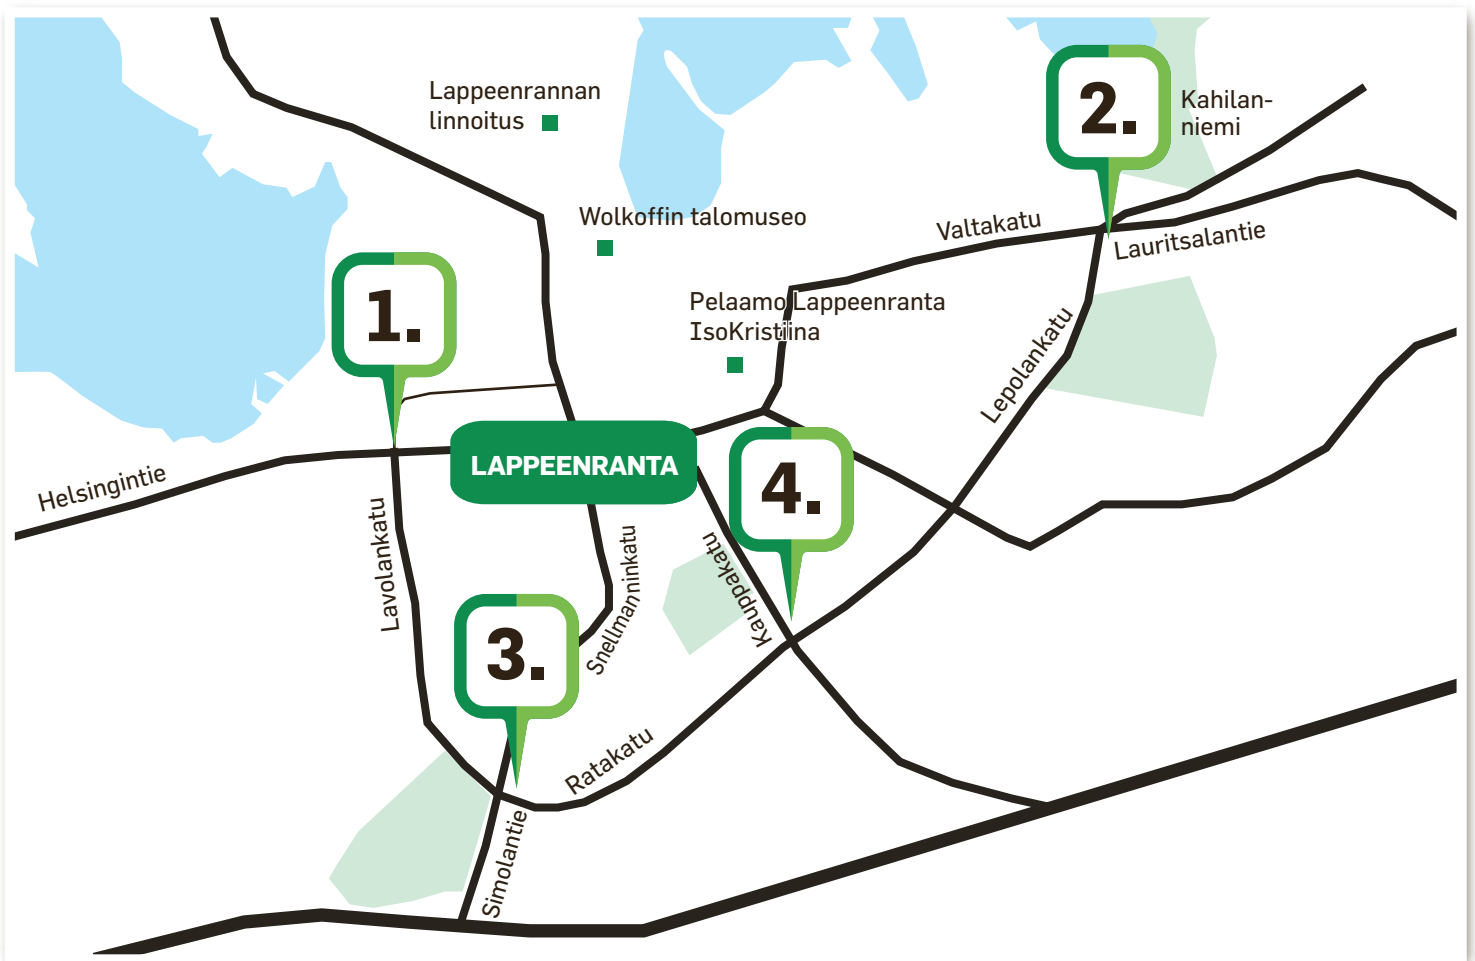 Lappeenrannan
linnoitus
2.
Kahilan-
niemi
Wolkoffin talomuseo
Valtakatu
Lauritsalantie
1.
Pelaamo Lappeenranta
IsoKristiina
Lepolankatu
LAPPEENRANTA
4.
Helsingintie
Lavolankatu
Snellmanninkatu
Kauppakatu
3.
Ratakatu
Simolantie